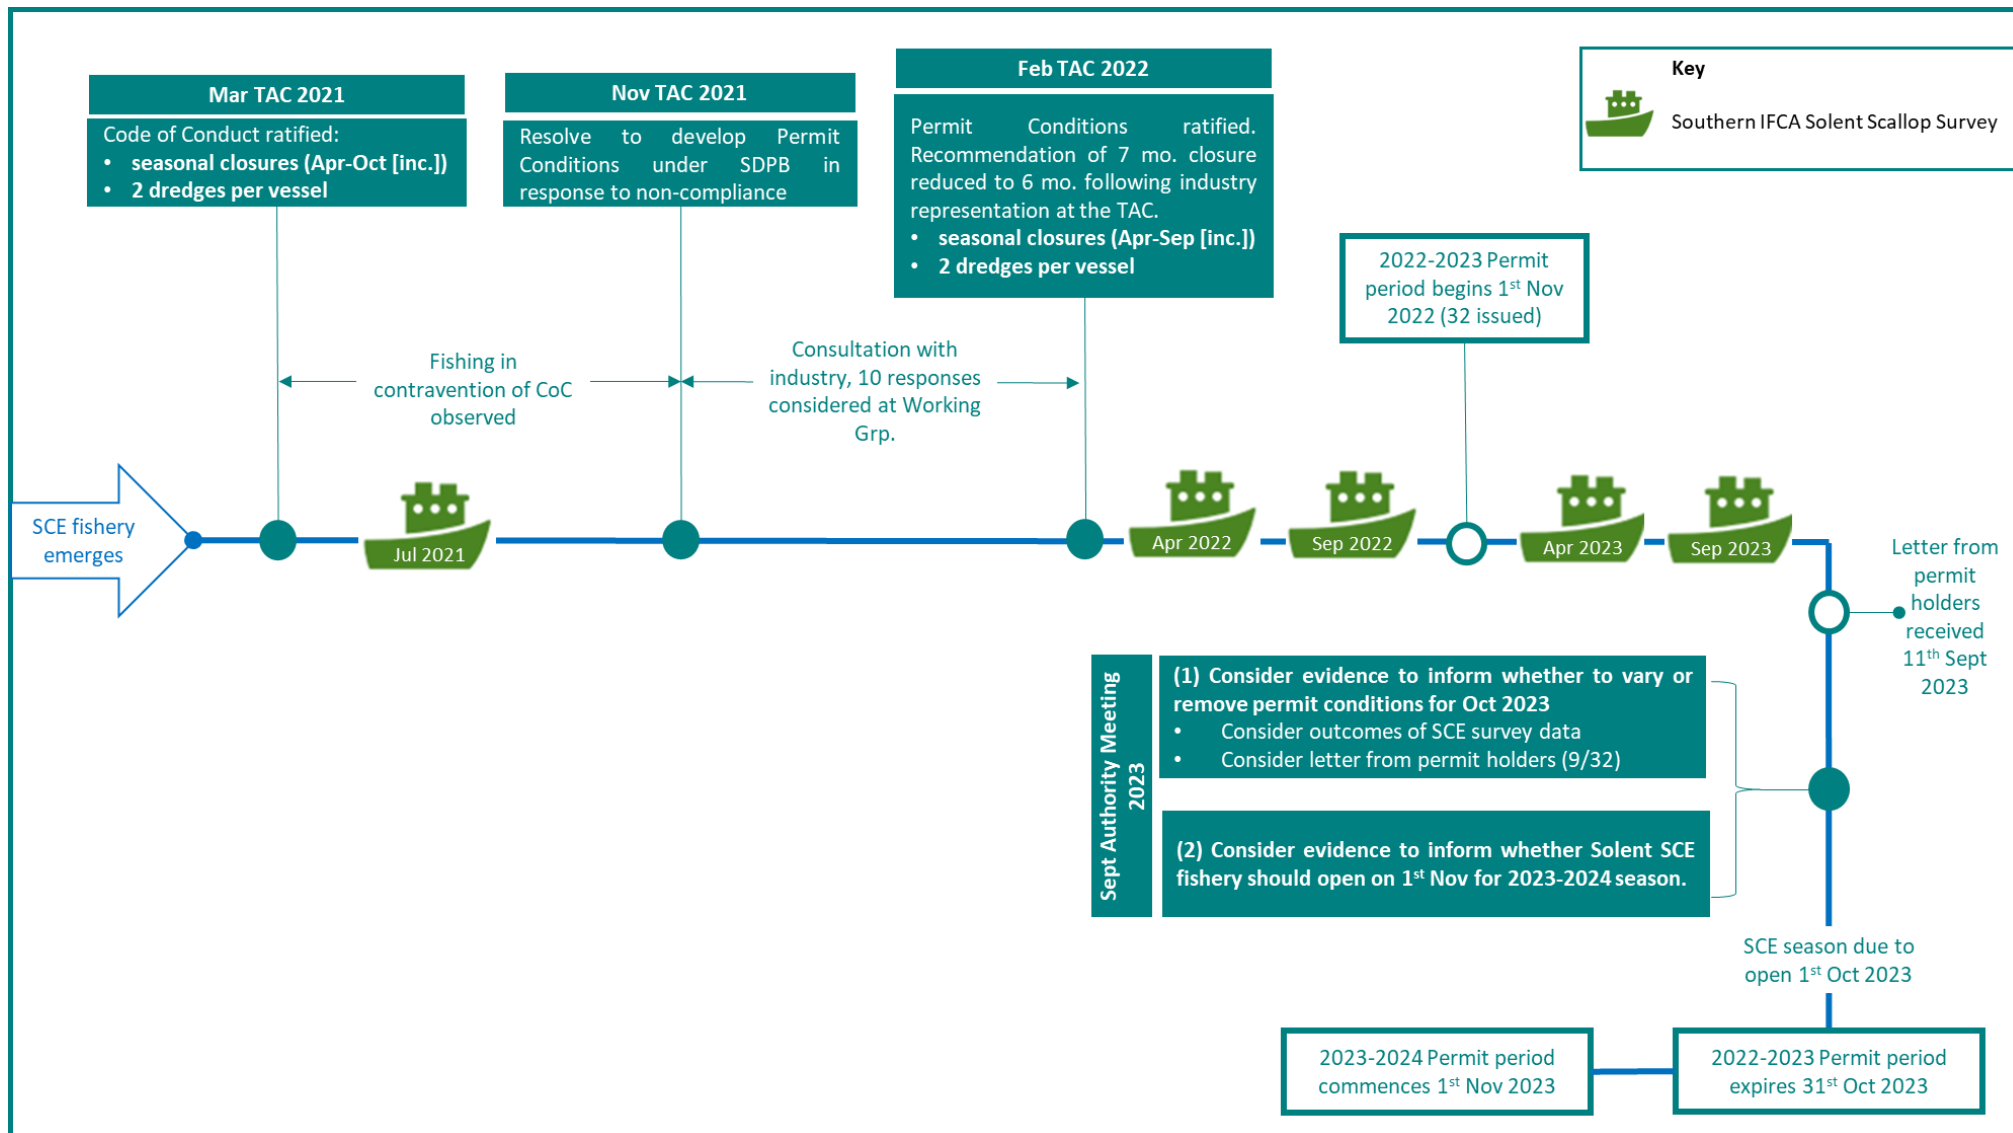 Mar TAC 2021
Code of Conduct ratified:
• seasonal closures (Apr-Oct [inc.])
• 2 dredges per vessel
Nov TAC 2021
Resolve to develop Permit
Conditions under SDPB in
response to non-compliance
Feb TAC 2022
Permit Conditions ratified.
Recommendation of 7 mo. closure
reduced to 6 mo. following industry
representation at the TAC.
• seasonal closures (Apr-Sep [inc.])
• 2 dredges per vessel
Key
Southern IFCA Solent Scallop Survey
2022-2023 Permit
period begins 1st Nov
2022 (32 issued)
Fishing in
contravention of CoC
observed
Consultation with
industry, 10 responses
considered at Working
Grp.
SCE fishery
emerges
Jul 2021
Apr 2022
Sep 2022
Apr 2023
Sep 2023
Letter from
permit
holders
received
11th Sept
2023
Sept Authority Meeting
2023
(1) Consider evidence to inform whether to vary or
remove permit conditions for Oct 2023
• Consider outcomes of SCE survey data
• Consider letter from permit holders (9/32)
(2) Consider evidence to inform whether Solent SCE
fishery should open on 1st Nov for 2023-2024 season.
SCE season due to
open 1st Oct 2023
2023-2024 Permit period
commences 1st Nov 2023
2022-2023 Permit period
expires 31st Oct 2023